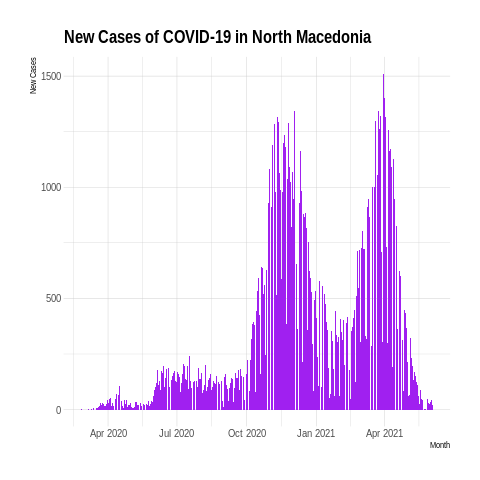 New Cases of COVID-19 in North Macedonia
New Cases
1500
1000
500
0
Apr 2020 Jul 2020 Oct 2020 Jan 2021 Apr 2021
Month